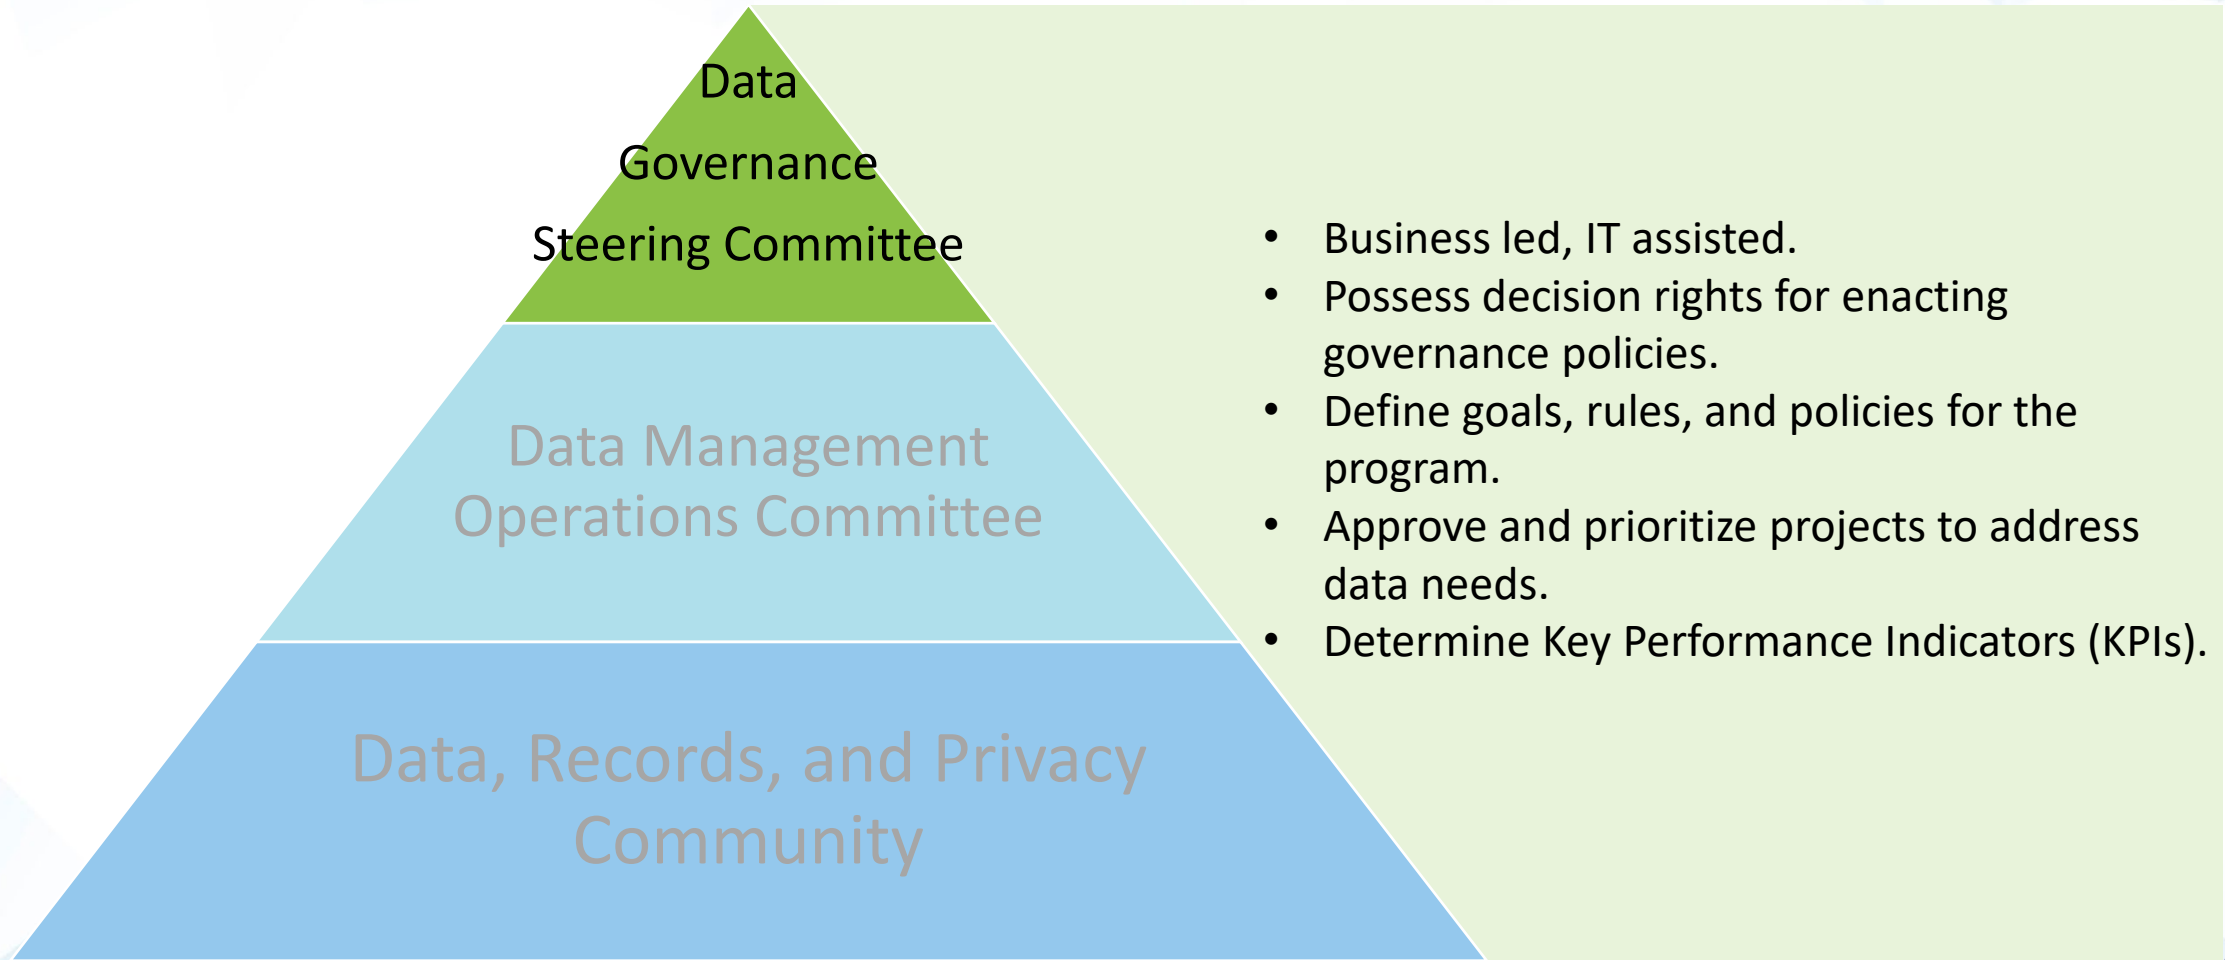 Data
Governance
Steering Committee
Data Management
Operations Committee
Data, Records, and Privacy
Community
• Business led, IT assisted.
• Possess decision rights for enacting
governance policies.
• Define goals, rules, and policies for the
program.
• Approve and prioritize projects to address
data needs.
• Determine Key Performance Indicators (KPIs).